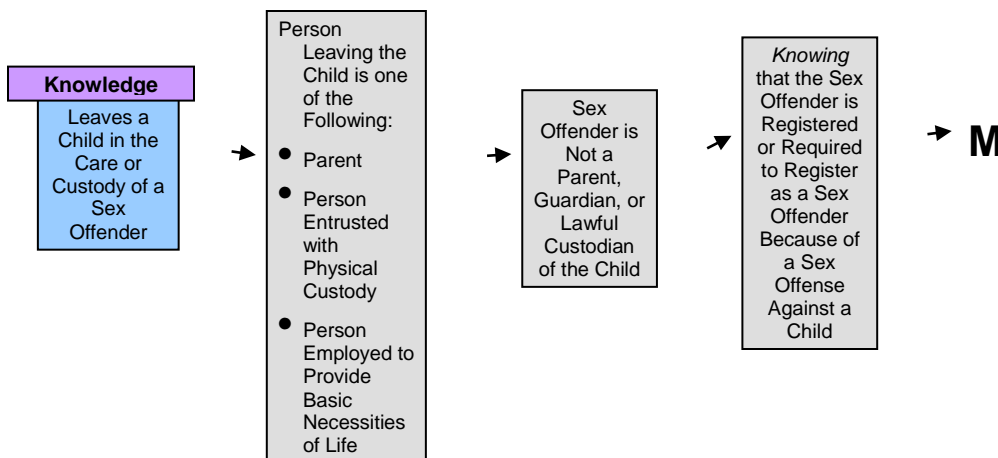 Knowledge
Leaves a
Child in the
Care or
Custody of a
Sex
Offender
Person
Leaving the
Child is one
of the
Following:
● Parent
● Person
Entrusted
with
Physical
Custody
● Person
Employed to
Provide
Basic
Necessities
of Life
Sex
Offender is
Not a
Parent,
Guardian, or
Lawful
Custodian
of the Child
Knowing
that the Sex
Offender is
Registered
or Required
to Register
as a Sex
Offender
Because of
a Sex
Offense
Against a
Child
M